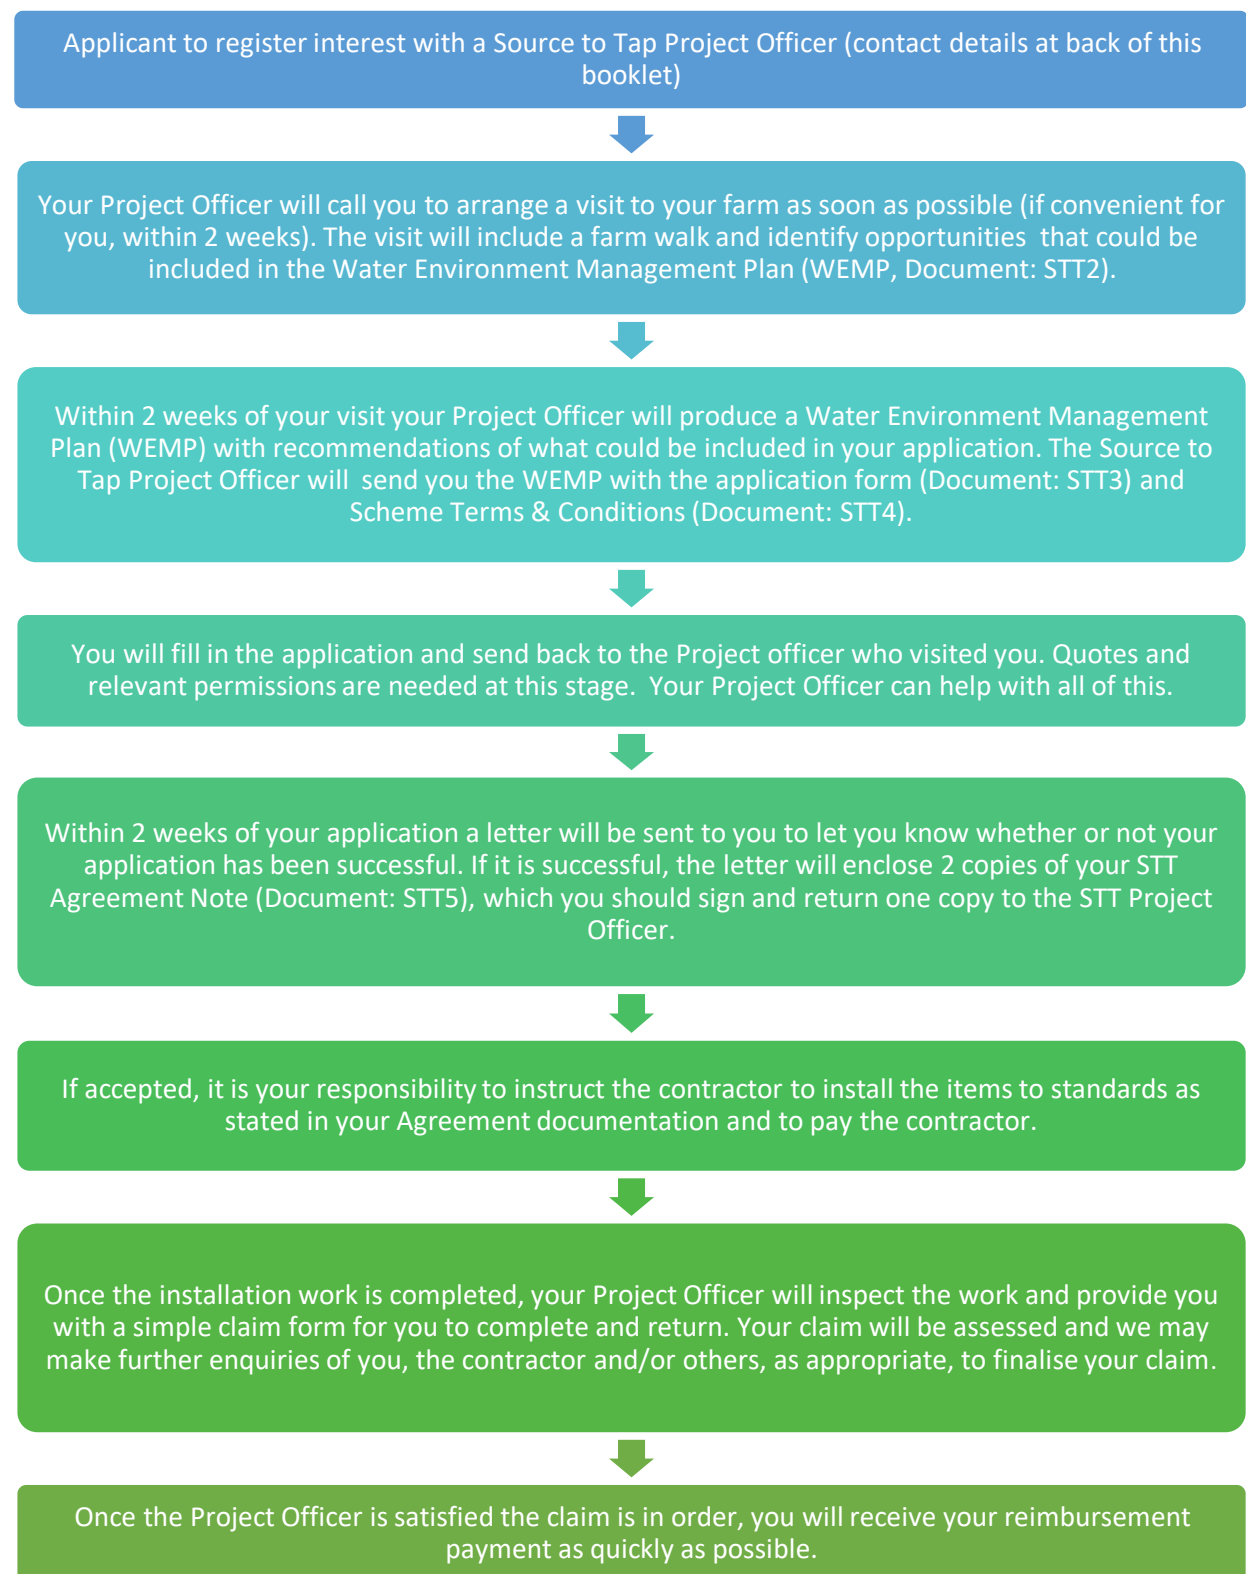 Applicant to register interest with a Source to Tap Project Officer (contact details at back of this
booklet)
Your Project Officer will call you to arrange a visit to your farm as soon as possible (if convenient for
you, within 2 weeks). The visit will include a farm walk and identify opportunities that could be
included in the Water Environment Management Plan (WEMP, Document: STT2).
Within 2 weeks of your visit your Project Officer will produce a Water Environment Management
Plan (WEMP) with recommendations of what could be included in your application. The Source to
Tap Project Officer will send you the WEMP with the application form (Document: STT3) and
Scheme Terms & Conditions (Document: STT4).
You will fill in the application and send back to the Project officer who visited you. Quotes and
relevant permissions are needed at this stage. Your Project Officer can help with all of this.
Within 2 weeks of your application a letter will be sent to you to let you know whether or not your
application has been successful. If it is successful, the letter will enclose 2 copies of your STT
Agreement Note (Document: STT5), which you should sign and return one copy to the STT Project
Officer.
If accepted, it is your responsibility to instruct the contractor to install the items to standards as
stated in your Agreement documentation and to pay the contractor.
Once the installation work is completed, your Project Officer will inspect the work and provide you
with a simple claim form for you to complete and return. Your claim will be assessed and we may
make further enquiries of you, the contractor and/or others, as appropriate, to finalise your claim.
Once the Project Officer is satisfied the claim is in order, you will receive your reimbursement
payment as quickly as possible.